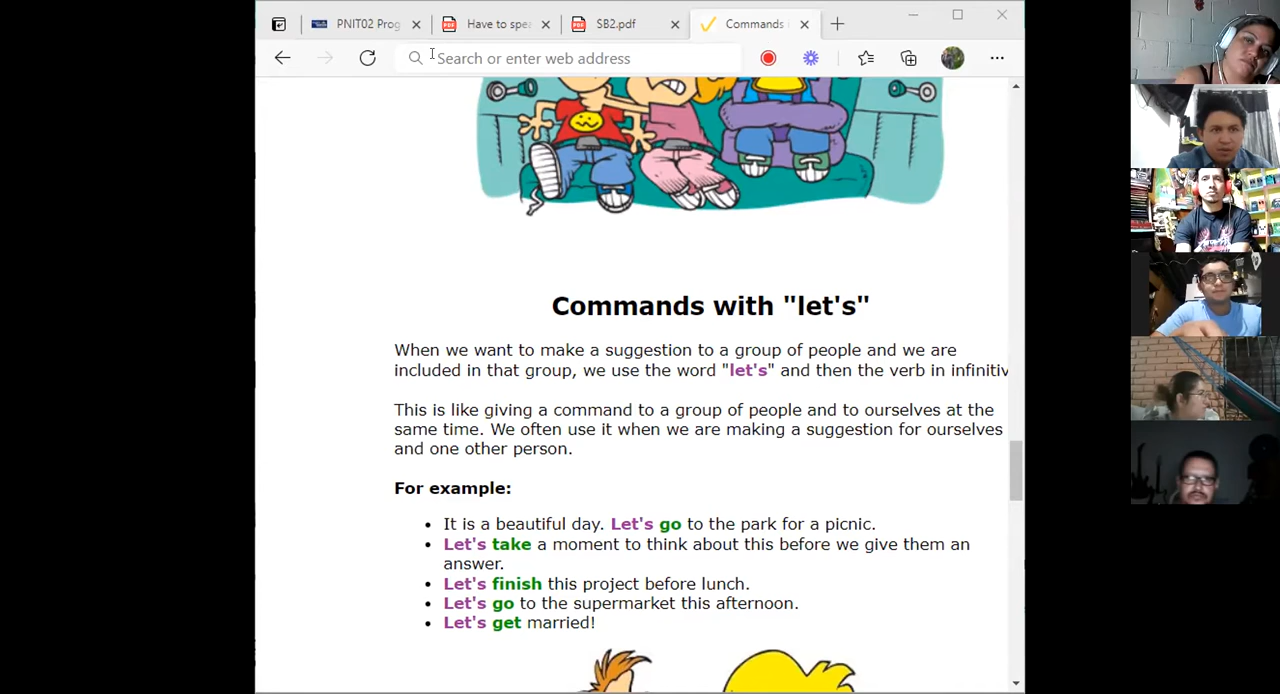 PNIT02 Prog
Have to spea
SB2.pdf
Commands
Search or enter web address
Commands with "let's"
When we want to make a suggestion to a group of people and we are
included in that group, we use the word "let's" and then the verb in infinitiv
This is like giving a command to a group of people and to ourselves at the
same time. We often use it when we are making a suggestion for ourselves
and one other person.
For example:
• It is a beautiful day. Let's go to the park for a picnic.
• Let's take a moment to think about this before we give them an
answer.
• Let's finish this project before lunch.
• Let's go to the supermarket this afternoon.
• Let's get married!